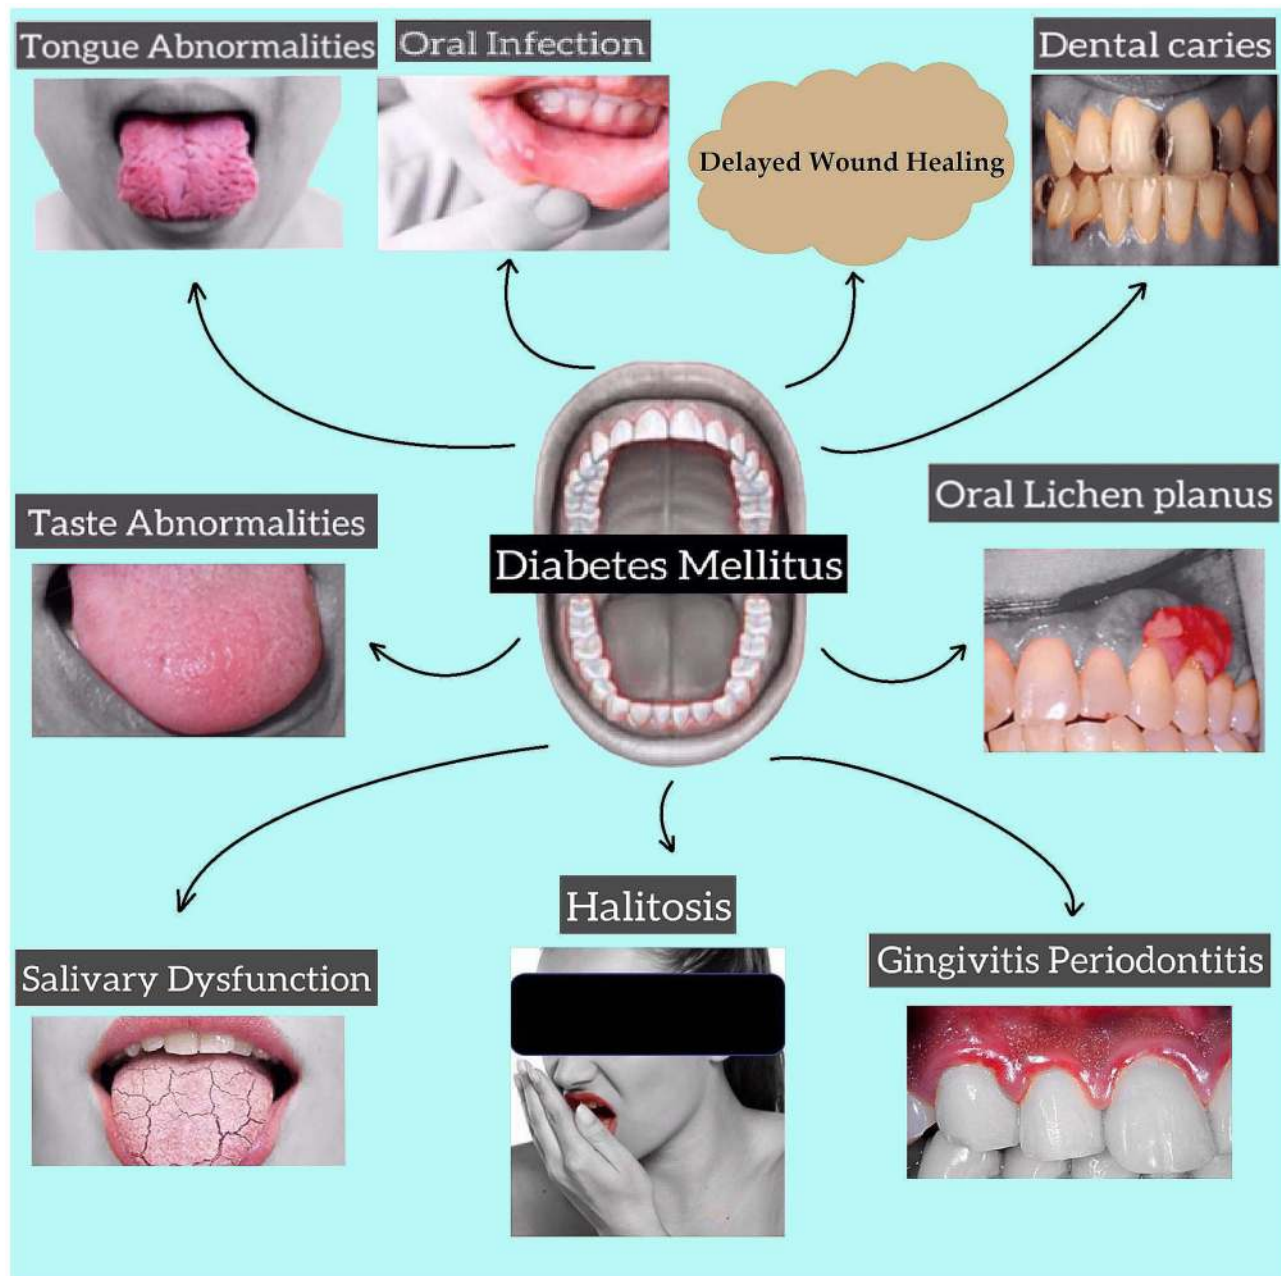 Tongue Abnormalities
Oral Infection
Delayed Wound Healing
Dental caries
Taste Abnormalities
Diabetes Mellitus
Oral Lichen planus
Salivary Dysfunction
Halitosis
Gingivitis Periodontitis